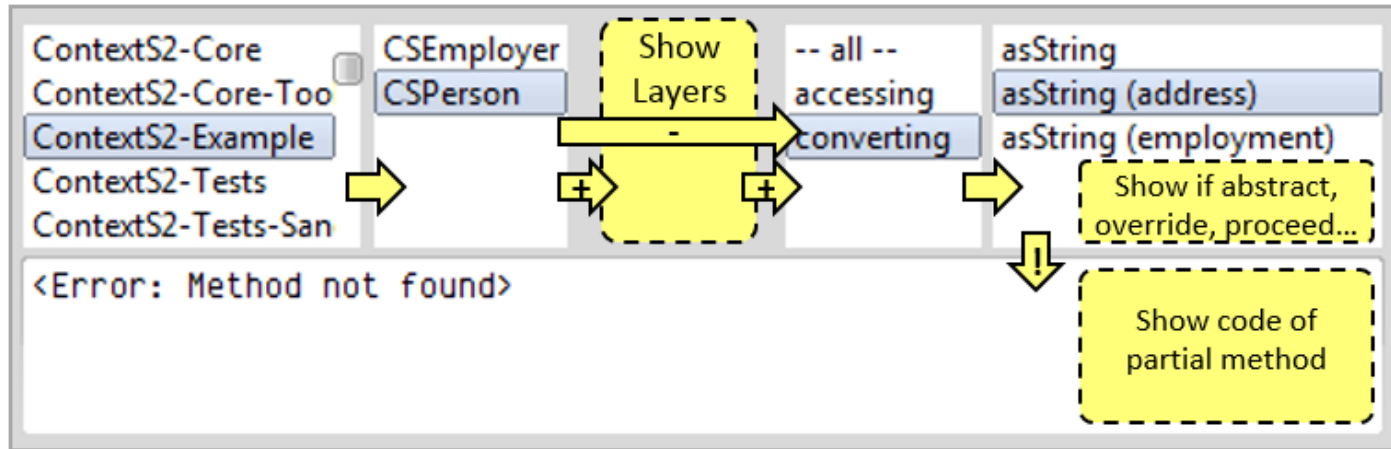 ContextS2-Core
ContextS2-Core-Too
ContextS2-Example
ContextS2-Tests
ContextS2-Tests-San
CSEmployer
CSPerson
Show
Layers
-
+
+
-- all --
accessing
converting
asString
asString (address)
asString (employment)
Show if abstract,
override, proceed...
!
<Error: Method not found>
Show code of
partial method